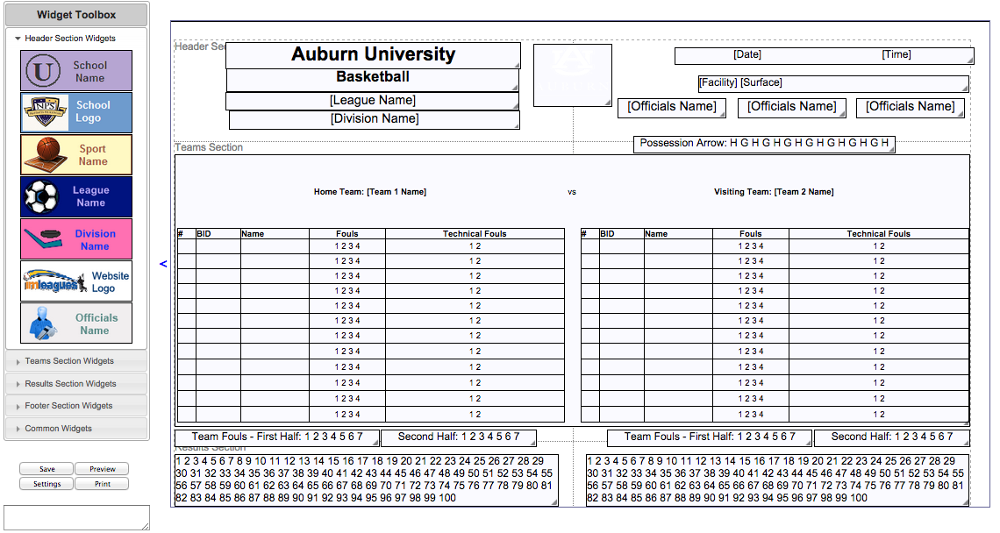 Widget Toolbox
Header Section Widgets
U
School
Name
INPS
School
Logo
Sport
Name
League
Name
Division
Name
imleagues
Website
Logo
Officials
Name
Teams Section Widgets
Results Section Widgets
Footer Section Widgets
Common Widgets
Save
Preview
Settings
Print
<
Header Se
Auburn University
Basketball
[League Name]
[Division Name]
[Date]
[Time]
[Facility] [Surface]
[Officials Name]
[Officials Name]
[Officials Name]
Possession Arrow: H G H G H G H G H G H G H G H
Teams Section
Home Team: [Team 1 Name]
vs
Visiting Team: [Team 2 Name]
# BID Name Fouls Technical Fouls # BID Name Fouls Technical Fouls
1 2 3 4 1 2 1 2 3 4 1 2
1 2 3 4 1 2 1 2 3 4 1 2
1 2 3 4 1 2 1 2 3 4 1 2
1 2 3 4 1 2 1 2 3 4 1 2
1 2 3 4 1 2 1 2 3 4 1 2
1 2 3 4 1 2 1 2 3 4 1 2
1 2 3 4 1 2 1 2 3 4 1 2
1 2 3 4 1 2 1 2 3 4 1 2
1 2 3 4 1 2 1 2 3 4 1 2
1 2 3 4 1 2 1 2 3 4 1 2
1 2 3 4 1 2 1 2 3 4 1 2
1 2 3 4 1 2 1 2 3 4 1 2
Team Fouls - First Half: 1 2 3 4 5 6 7
Second Half: 1 2 3 4 5 6 7
Team Fouls - First Half: 1 2 3 4 5 6 7
Second Half: 1 2 3 4 5 6 7
Results Section
1 2 3 4 5 6 7 8 9 10 11 12 13 14 15 16 17 18 19 20 21 22 23 24 25 26 27 28 29
30 31 32 33 34 35 36 37 38 39 40 41 42 43 44 45 46 47 48 49 50 51 52 53 54 55
56 57 58 59 60 61 62 63 64 65 66 67 68 69 70 71 72 73 74 75 76 77 78 79 80 81
82 83 84 85 86 87 88 89 90 91 92 93 94 95 96 97 98 99 100
1 2 3 4 5 6 7 8 9 10 11 12 13 14 15 16 17 18 19 20 21 22 23 24 25 26 27 28 29
30 31 32 33 34 35 36 37 38 39 40 41 42 43 44 45 46 47 48 49 50 51 52 53 54 55
56 57 58 59 60 61 62 63 64 65 66 67 68 69 70 71 72 73 74 75 76 77 78 79 80 81
82 83 84 85 86 87 88 89 90 91 92 93 94 95 96 97 98 99 100